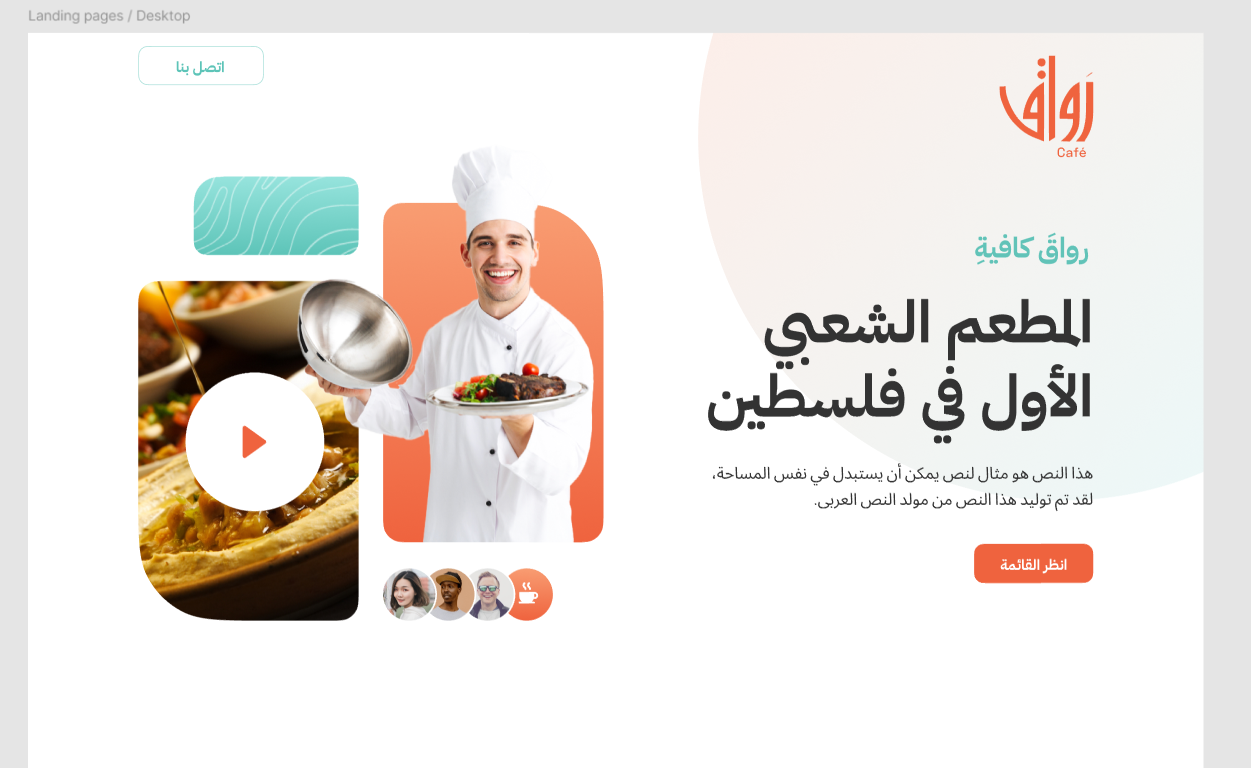 Landing pages / Desktop
رواق
Café
اتصل بنا
رواقَ كافيةِ
المطعم الشعبي
الأول في فلسطين
هذا النص هو مثال لنص يمكن أن يستبدل في نفس المساحة،
لقد تم توليد هذا النص من مولد النص العربى.
انظر القائمة